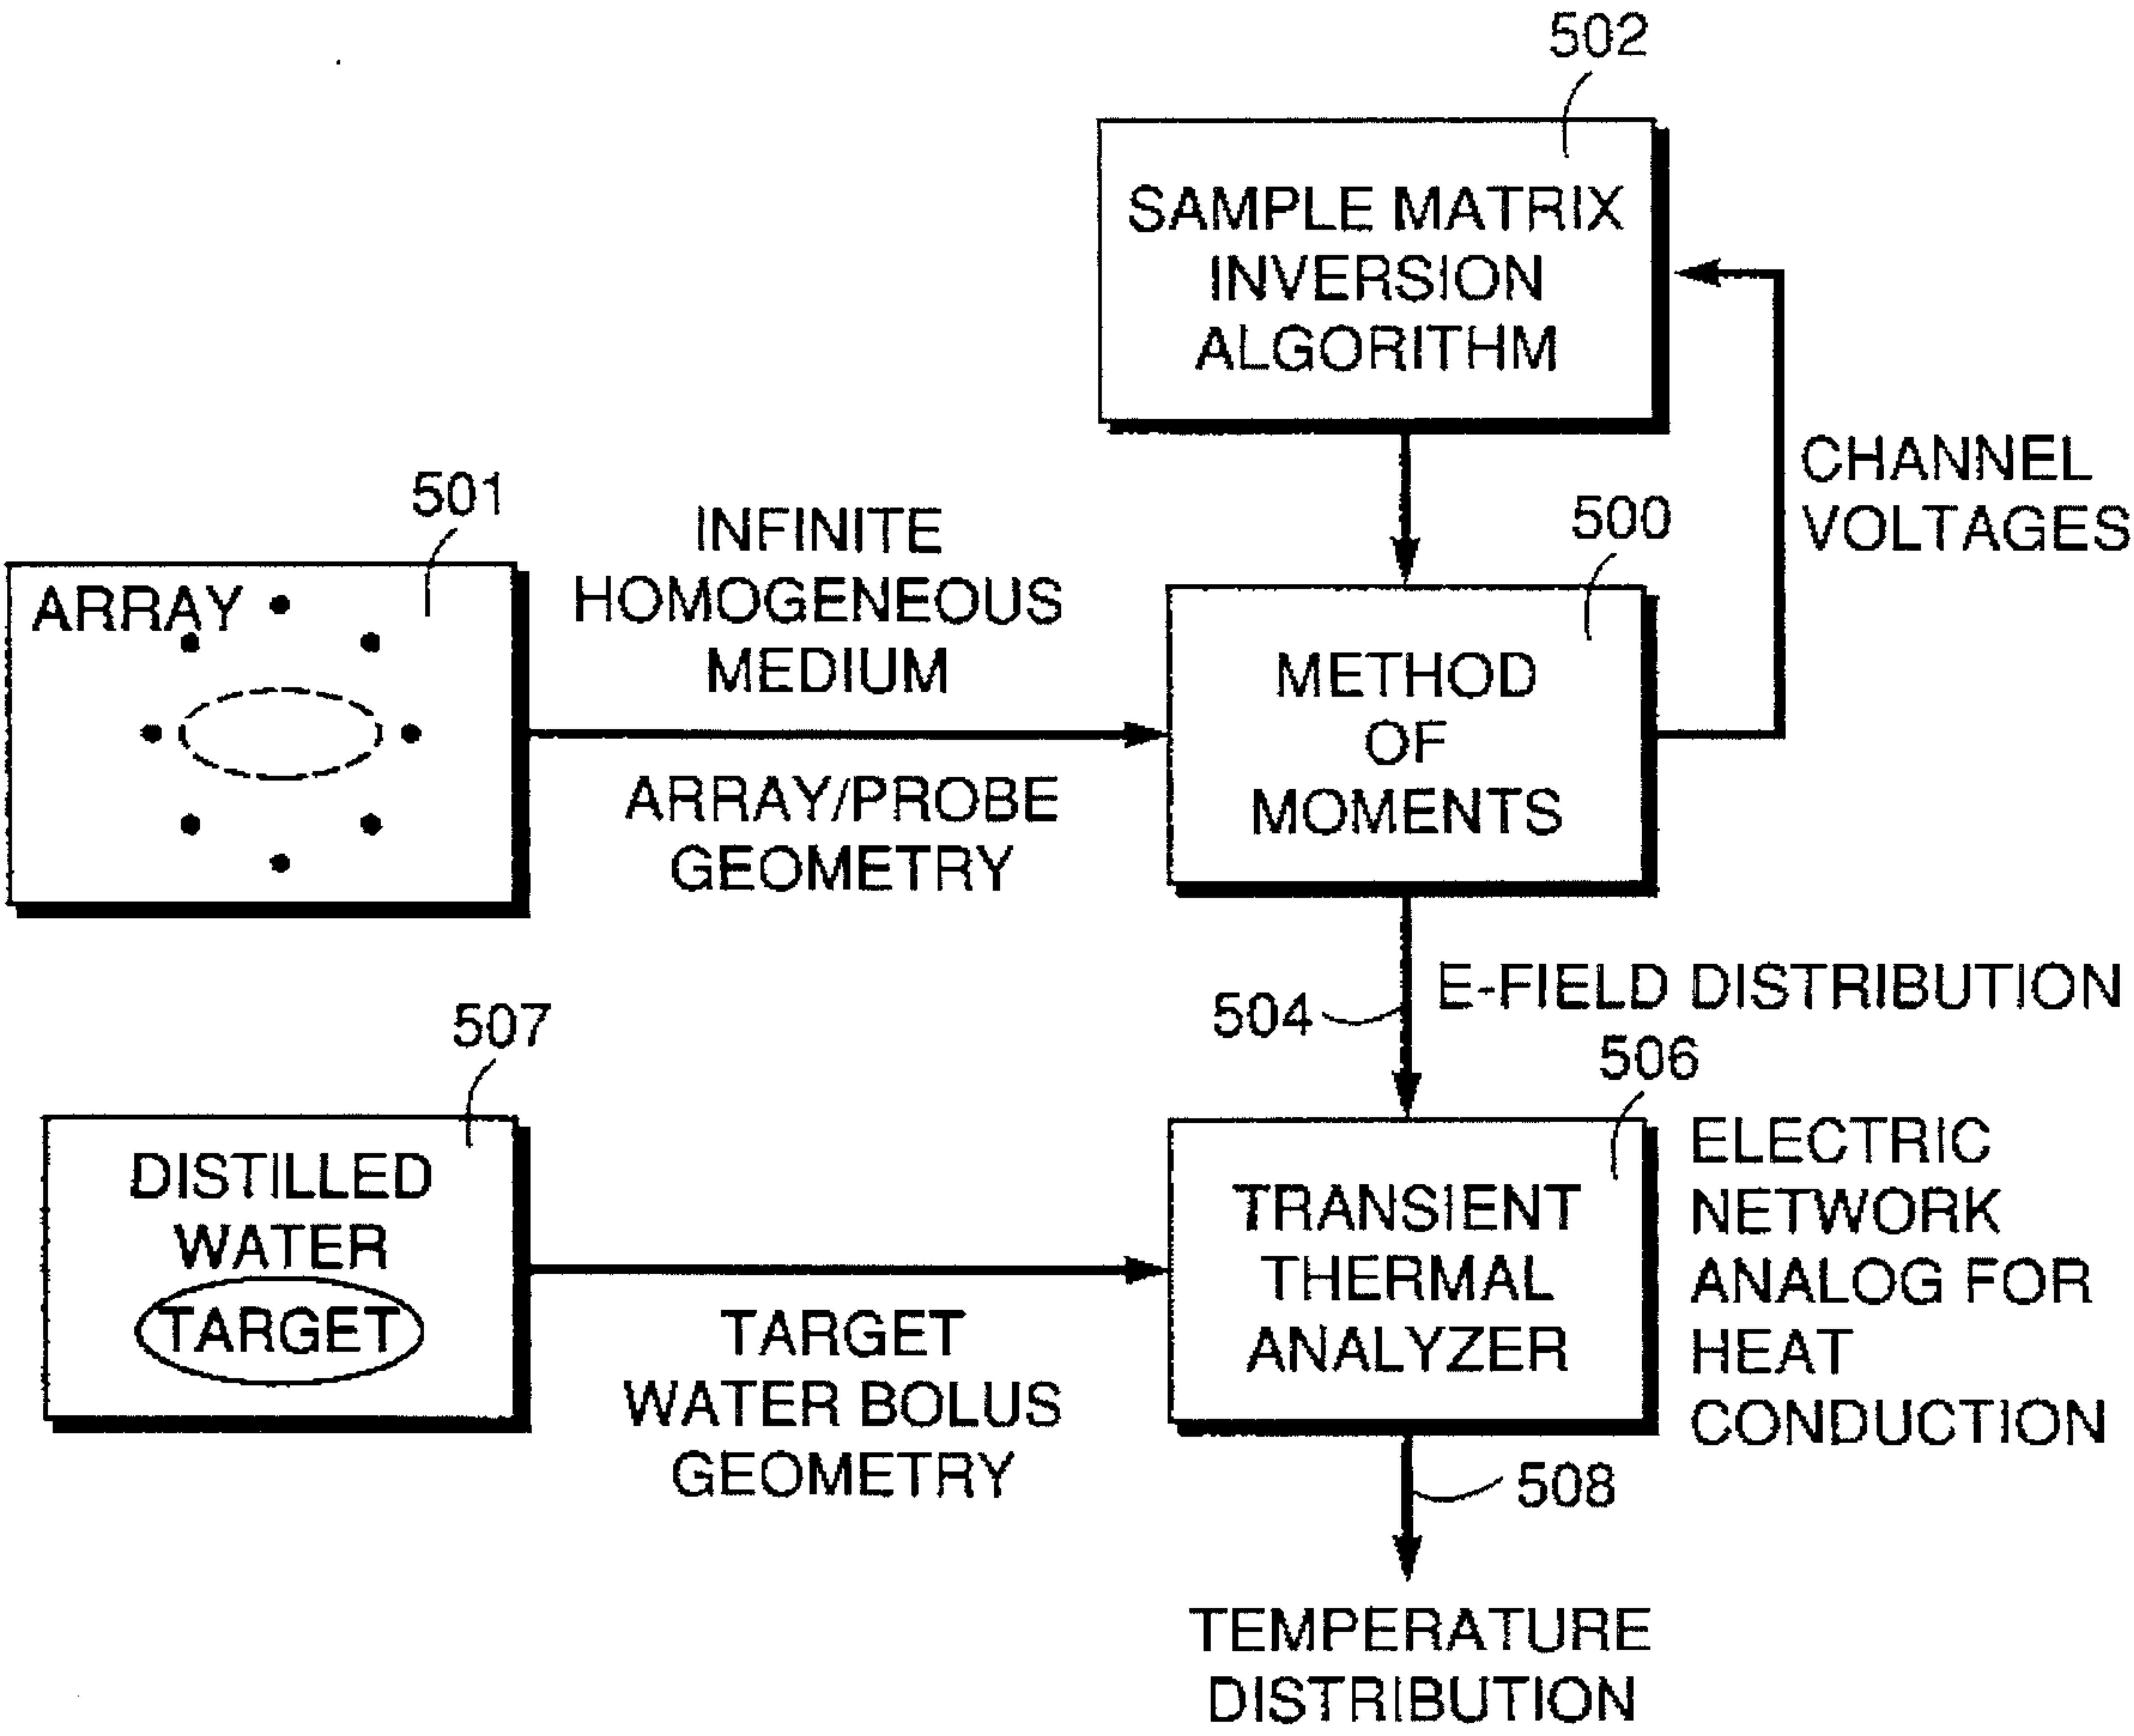 502
SAMPLE MATRIX
INVERSION
ALGORITHM
CHANNEL
VOLTAGES
501
ARRAY
INFINITE
HOMOGENEOUS
MEDIUM
ARRAY/PROBE
GEOMETRY
500
METHOD
OF
MOMENTS
504
E-FIELD DISTRIBUTION
507
DISTILLED
WATER
TARGET
TARGET
WATER BOLUS
GEOMETRY
506
TRANSIENT
THERMAL
ANALYZER
ELECTRIC
NETWORK
ANALOG FOR
HEAT
CONDUCTION
508
TEMPERATURE
DISTRIBUTION